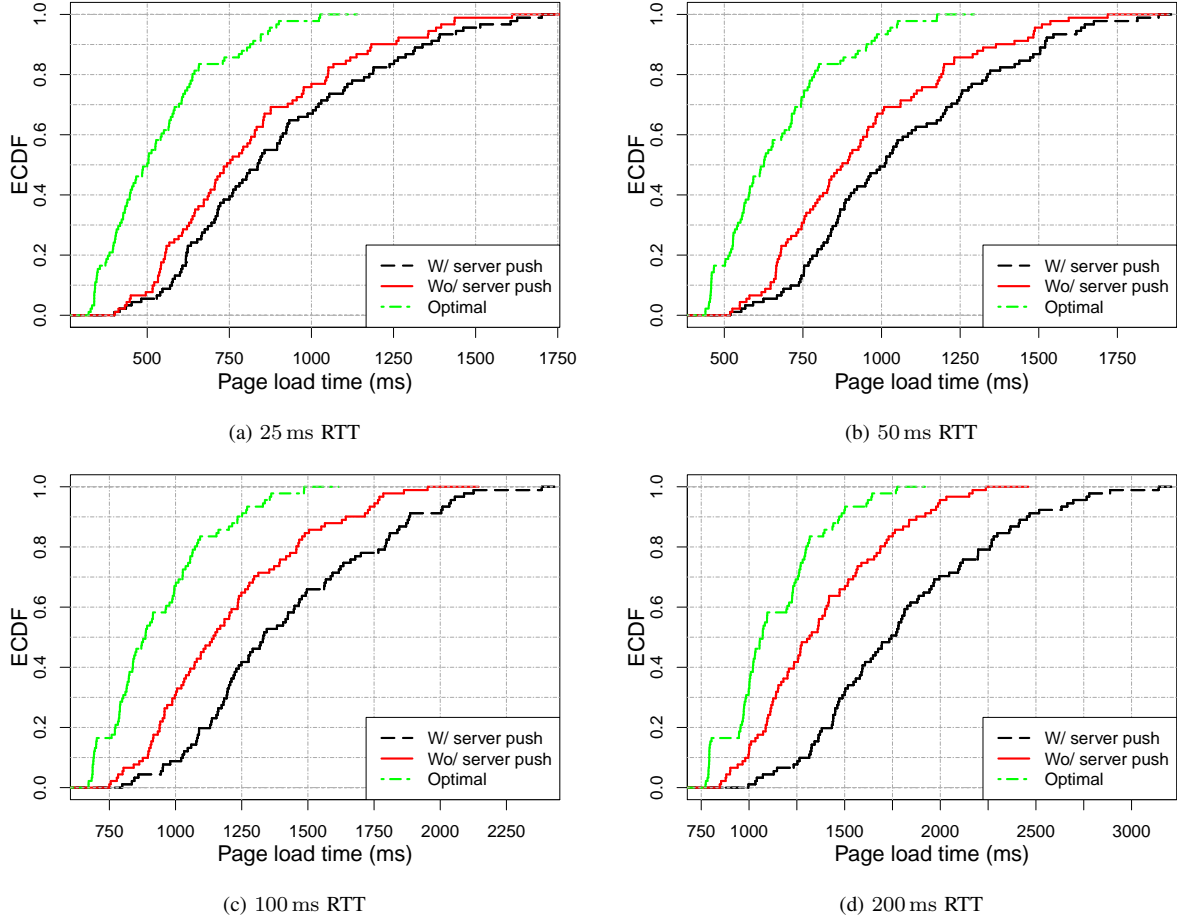 1.0
0.8
0.6
0.4
0.2
0.0
ECDF
W/ server push
Wo/ server push
Optimal
500 750 1000 1250 1500 1750
Page load time (ms)
(a) 25 ms RTT
1.0
0.8
0.6
0.4
0.2
0.0
ECDF
W/ server push
Wo/ server push
Optimal
500 750 1000 1250 1500 1750
Page load time (ms)
(b) 50 ms RTT
1.0
0.8
0.6
0.4
0.2
0.0
ECDF
W/ server push
Wo/ server push
Optimal
750 1000 1250 1500 1750 2000 2250
Page load time (ms)
(c) 100 ms RTT
1.0
0.8
0.6
0.4
0.2
0.0
ECDF
W/ server push
Wo/ server push
Optimal
750 1000 1500 2000 2500 3000
Page load time (ms)
(d) 200 ms RTT